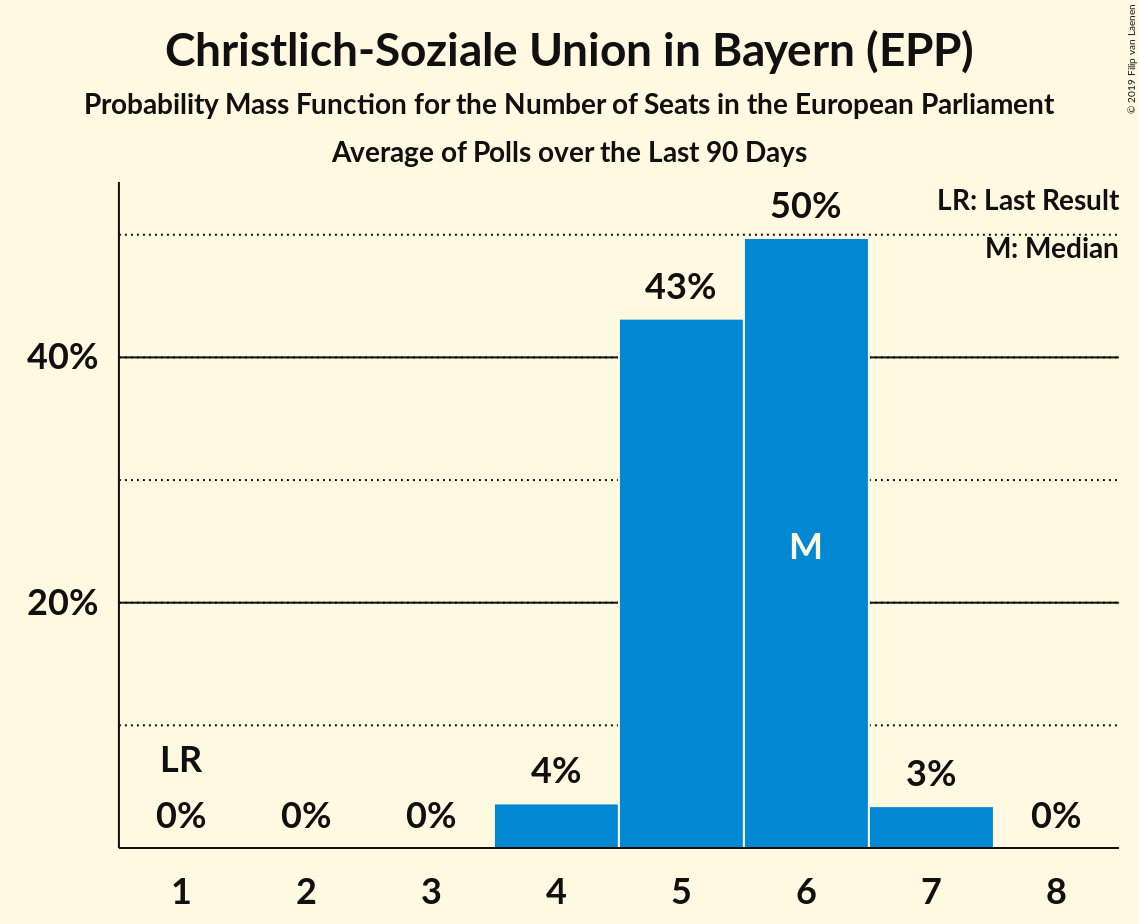 Christlich-Soziale Union in Bayern (EPP)
Probability Mass Function for the Number of Seats in the European Parliament
Average of Polls over the Last 90 Days
© 2019 Filip van Laenen
LR: Last Result
M: Median
50%
43%
40%
M
20%
LR
4%
3%
0%
0%
0%
0%
1
2
3
4
5
6
7
8